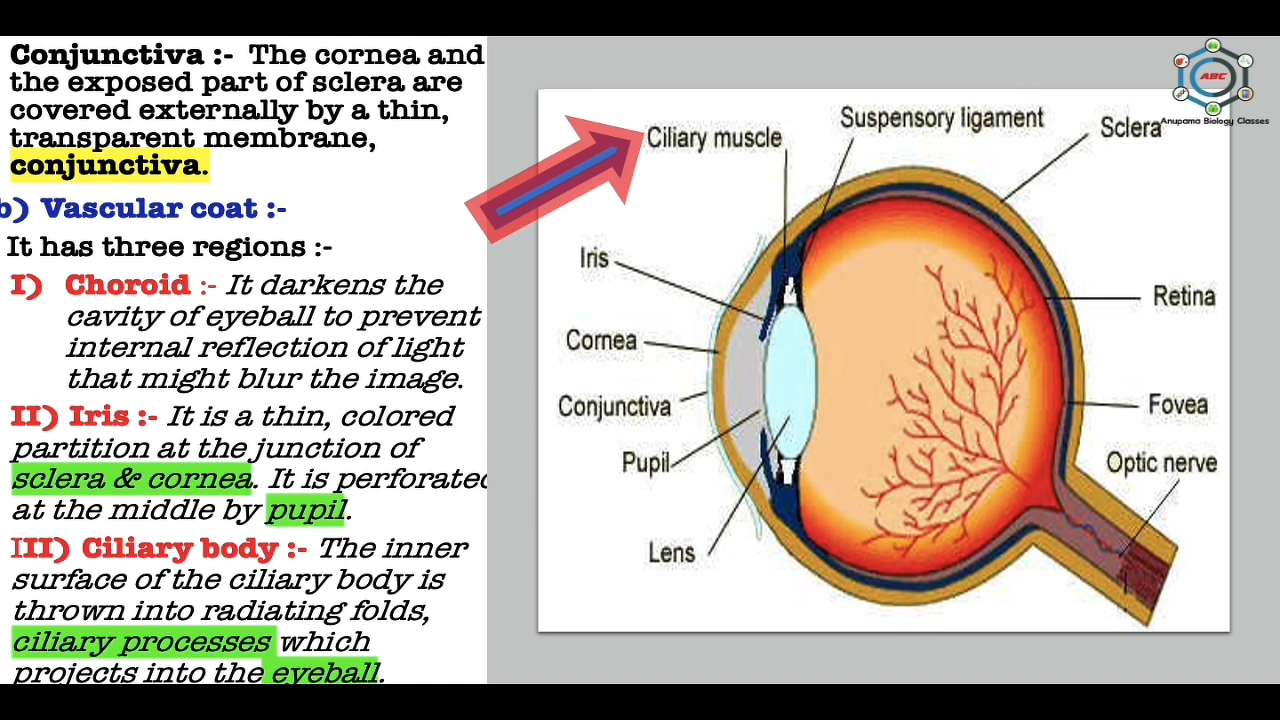 Conjunctiva :- The cornea and
the exposed part of sclera are
covered externally by a thin,
transparent membrane,
conjunctiva.
b) Vascular coat :-
It has three regions :-
I) Choroid :- It darkens the
cavity of eyeball to prevent
internal reflection of light
that might blur the image.
II) Iris :- It is a thin, colored
partition at the junction of
sclera & cornea. It is perforated
at the middle by pupil.
III) Ciliary body :- The inner
surface of the ciliary body is
thrown into radiating folds,
ciliary processes which
projects into the eyeball.
Ciliary muscle
Suspensory ligament
Sclera
Iris
Cornea
Conjunctiva
Pupil
Lens
Retina
Fovea
Optic nerve
ABC
Anupama Biology Classes